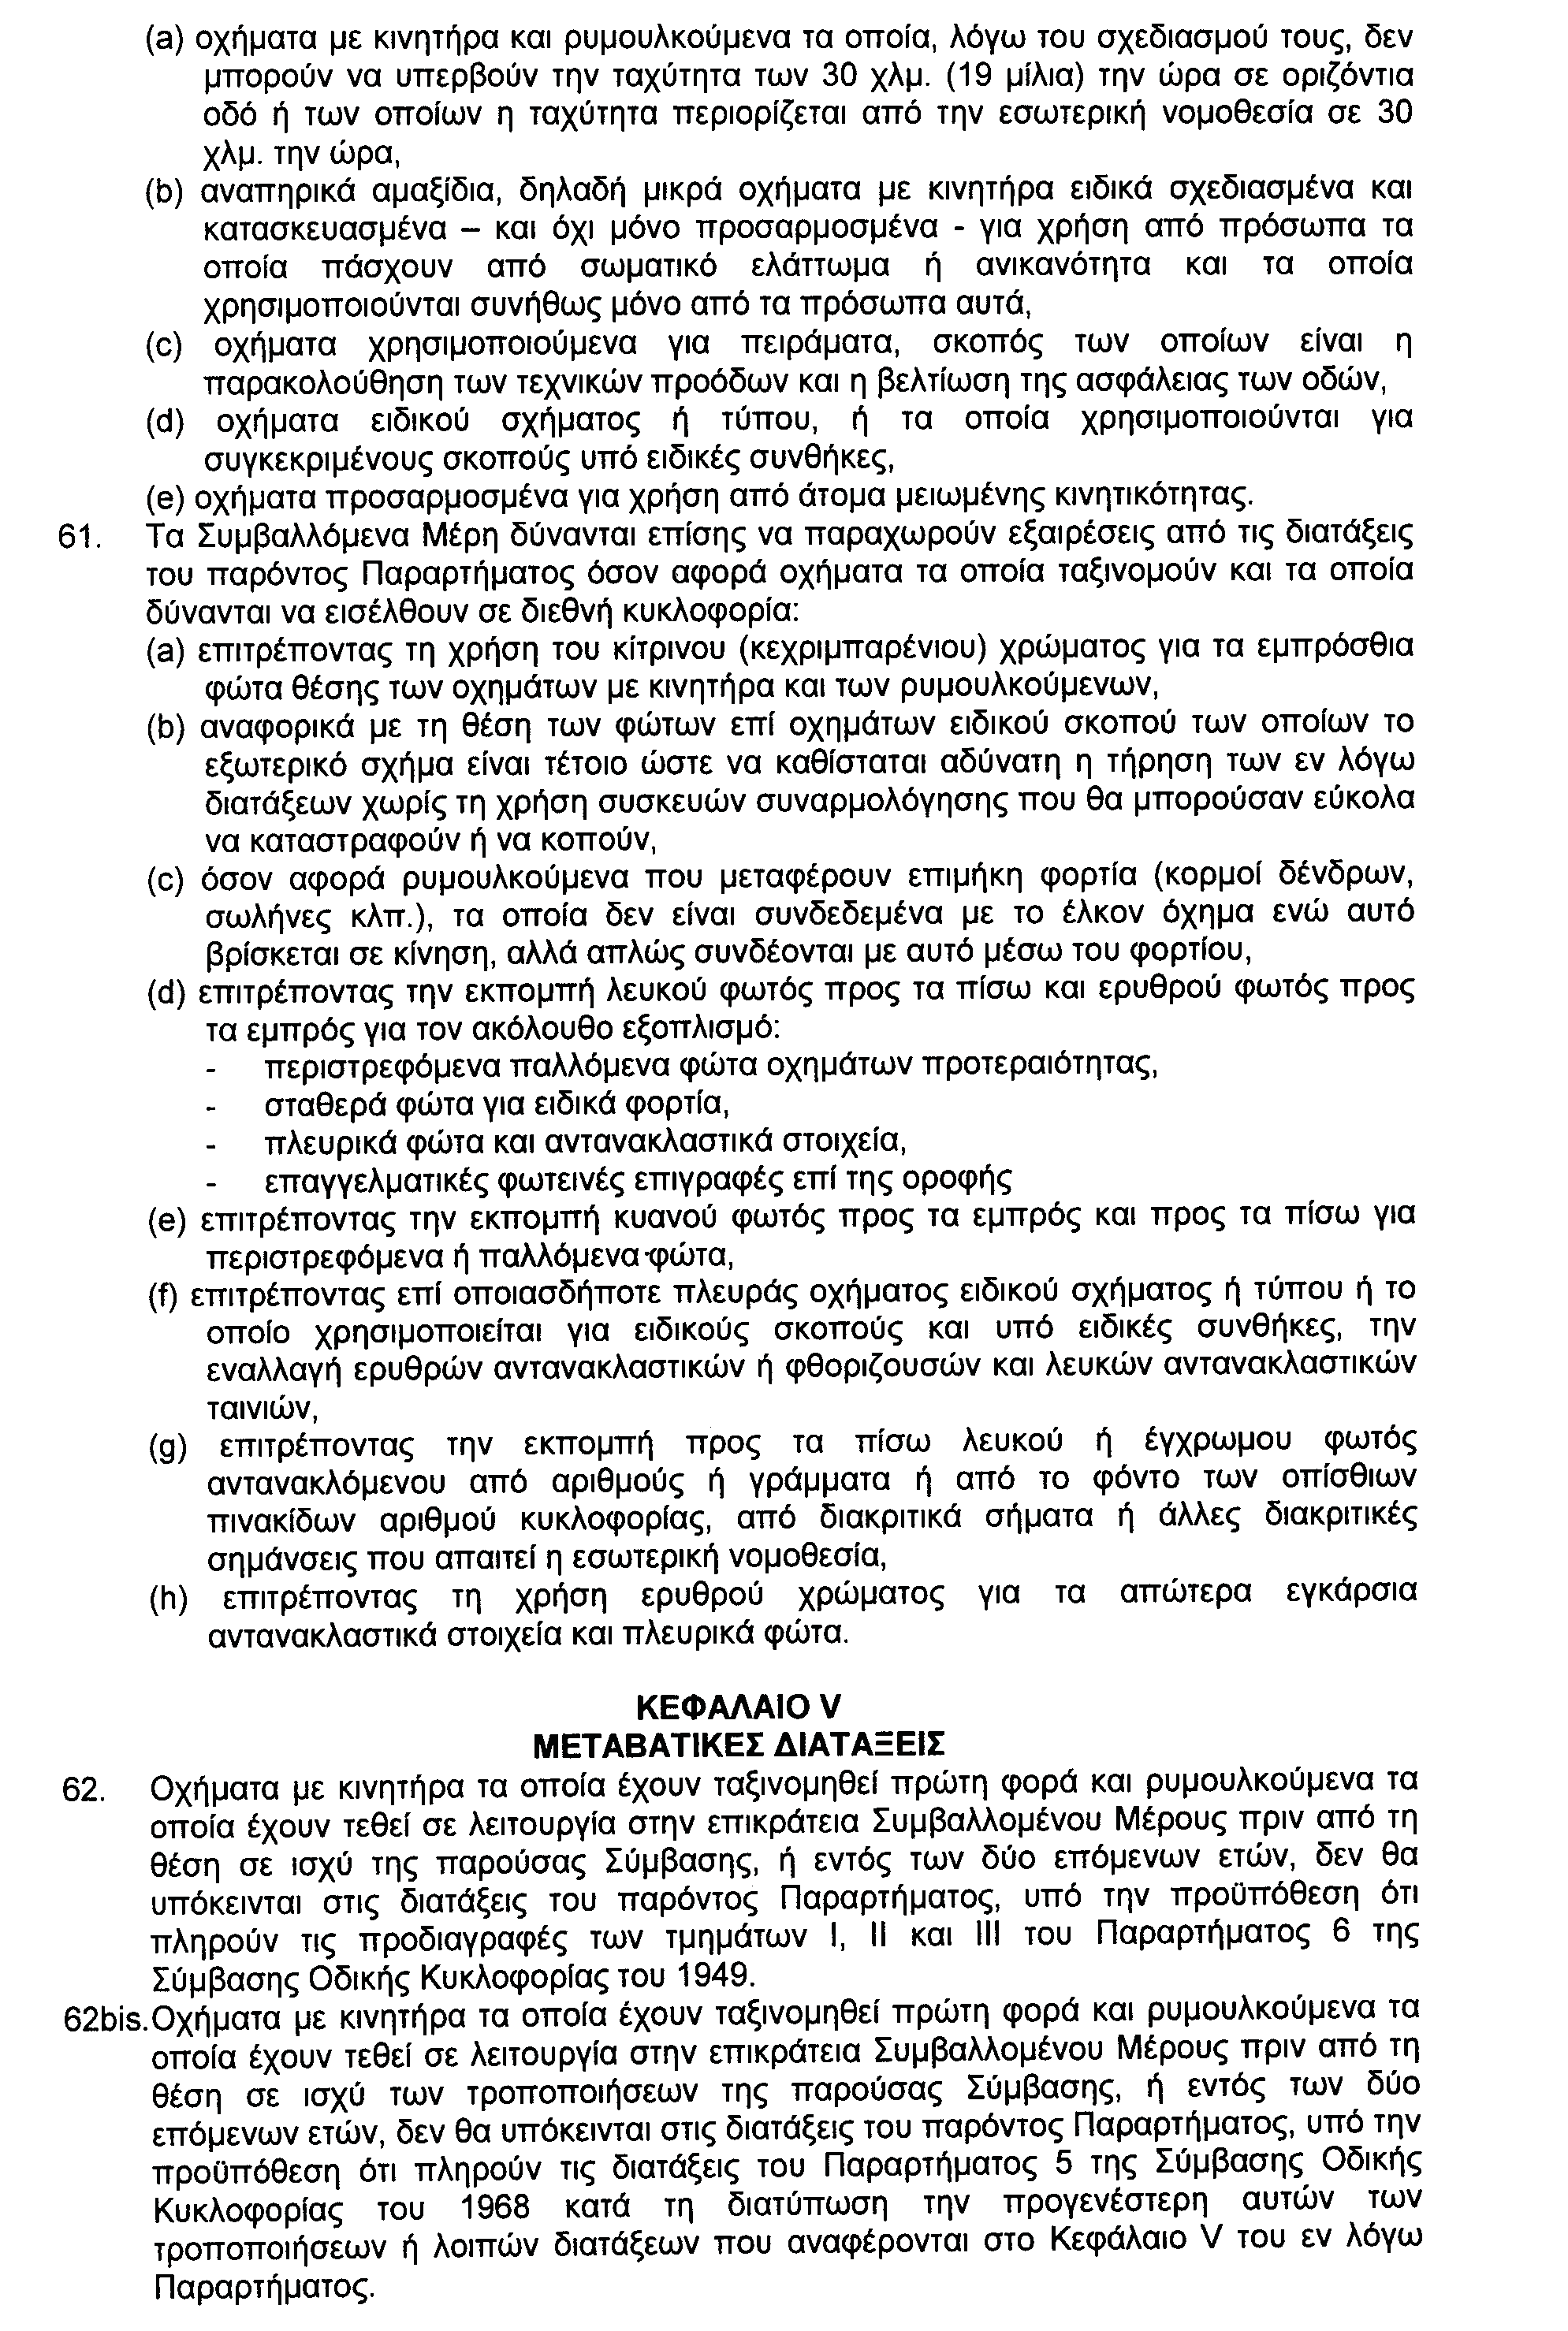 (a) οχήματα με κινητήρα και ρυμουλκούμενα τα οποία, λόγω του σχεδιασμού τους, δεν
μπορούν να υπερβούν την ταχύτητα των 30 χλμ. (19 μίλια) την ώρα σε οριζόντια
οδό ή των οποίων η ταχύτητα περιορίζεται από την εσωτερική νομοθεσία σε 30
χλμ. την ώρα,
(b) αναπηρικά αμαξίδια, δηλαδή μικρά οχήματα με κινητήρα ειδικά σχεδιασμένα και
κατασκευασμένα – και όχι μόνο προσαρμοσμένα - για χρήση από πρόσωπα τα
οποία πάσχουν από σωματικό ελάττωμα ή ανικανότητα και τα οποία
χρησιμοποιούνται συνήθως μόνο από τα πρόσωπα αυτά,
(c) οχήματα χρησιμοποιούμενα για πειράματα, σκοπός των οποίων είναι η
παρακολούθηση των τεχνικών προόδων και η βελτίωση της ασφάλειας των οδών,
(d) οχήματα ειδικού σχήματος ή τύπου, ή τα οποία χρησιμοποιούνται για
συγκεκριμένους σκοπούς υπό ειδικές συνθήκες,
(e) οχήματα προσαρμοσμένα για χρήση από άτομα μειωμένης κινητικότητας.
61. Τα Συμβαλλόμενα Μέρη δύνανται επίσης να παραχωρούν εξαιρέσεις από τις διατάξεις
του παρόντος Παραρτήματος όσον αφορά οχήματα τα οποία ταξινομούν και τα οποία
δύνανται να εισέλθουν σε διεθνή κυκλοφορία:
(a) επιτρέποντας τη χρήση του κίτρινου (κεχριμπαρένιου) χρώματος για τα εμπρόσθια
φώτα θέσης των οχημάτων με κινητήρα και των ρυμουλκούμενων,
(b) αναφορικά με τη θέση των φώτων επί οχημάτων ειδικού σκοπού των οποίων το
εξωτερικό σχήμα είναι τέτοιο ώστε να καθίσταται αδύνατη η τήρηση των εν λόγω
διατάξεων χωρίς τη χρήση συσκευών συναρμολόγησης που θα μπορούσαν εύκολα
να καταστραφούν ή να κοπούν,
(c) όσον αφορά ρυμουλκούμενα που μεταφέρουν επιμήκη φορτία (κορμοί δένδρων,
σωλήνες κλπ.), τα οποία δεν είναι συνδεδεμένα με το έλκον όχημα ενώ αυτό
βρίσκεται σε κίνηση, αλλά απλώς συνδέονται με αυτό μέσω του φορτίου,
(d) επιτρέποντας την εκπομπή λευκού φωτός προς τα πίσω και ερυθρού φωτός προς
τα εμπρός για τον ακόλουθο εξοπλισμό:
- περιστρεφόμενα παλλόμενα φώτα οχημάτων προτεραιότητας,
- σταθερά φώτα για ειδικά φορτία,
- πλευρικά φώτα και αντανακλαστικά στοιχεία,
- επαγγελματικές φωτεινές επιγραφές επί της οροφής
(e) επιτρέποντας την εκπομπή κυανού φωτός προς τα εμπρός και προς τα πίσω για
περιστρεφόμενα ή παλλόμενα φώτα,
(f) επιτρέποντας επί οποιασδήποτε πλευράς οχήματος ειδικού σχήματος ή τύπου ή το
οποίο χρησιμοποιείται για ειδικούς σκοπούς και υπό ειδικές συνθήκες, την
εναλλαγή ερυθρών αντανακλαστικών ή φθοριζουσών και λευκών αντανακλαστικών
ταινιών,
(g) επιτρέποντας την εκπομπή προς τα πίσω λευκού ή έγχρωμου φωτός
αντανακλόμενου από αριθμούς ή γράμματα ή από το φόντο των οπίσθιων
πινακίδων αριθμού κυκλοφορίας, από διακριτικά σήματα ή άλλες διακριτικές
σημάνσεις που απαιτεί η εσωτερική νομοθεσία,
(h) επιτρέποντας τη χρήση ερυθρού χρώματος για τα απώτερα εγκάρσια
αντανακλαστικά στοιχεία και πλευρικά φώτα.
ΚΕΦΑΛΑΙΟ V
ΜΕΤΑΒΑΤΙΚΕΣ ΔΙΑΤΑΞΕΙΣ
62. Οχήματα με κινητήρα τα οποία έχουν ταξινομηθεί πρώτη φορά και ρυμουλκούμενα τα
οποία έχουν τεθεί σε λειτουργία στην επικράτεια Συμβαλλομένου Μέρους πριν από τη
θέση σε ισχύ της παρούσας Σύμβασης, ή εντός των δύο επόμενων ετών, δεν θα
υπόκεινται στις διατάξεις του παρόντος Παραρτήματος, υπό την προϋπόθεση ότι
πληρούν τις προδιαγραφές των τμημάτων I, II και III του Παραρτήματος 6 της
Σύμβασης Οδικής Κυκλοφορίας του 1949.
62bis. Οχήματα με κινητήρα τα οποία έχουν ταξινομηθεί πρώτη φορά και ρυμουλκούμενα τα
οποία έχουν τεθεί σε λειτουργία στην επικράτεια Συμβαλλομένου Μέρους πριν από τη
θέση σε ισχύ των τροποποιήσεων της παρούσας Σύμβασης, ή εντός των δύο
επόμενων ετών, δεν θα υπόκεινται στις διατάξεις του παρόντος Παραρτήματος, υπό την
προϋπόθεση ότι πληρούν τις διατάξεις του Παραρτήματος 5 της Σύμβασης Οδικής
Κυκλοφορίας του 1968 κατά τη διατύπωση την προγενέστερη αυτών των
τροποποιήσεων ή λοιπών διατάξεων που αναφέρονται στο Κεφάλαιο V του εν λόγω
Παραρτήματος.